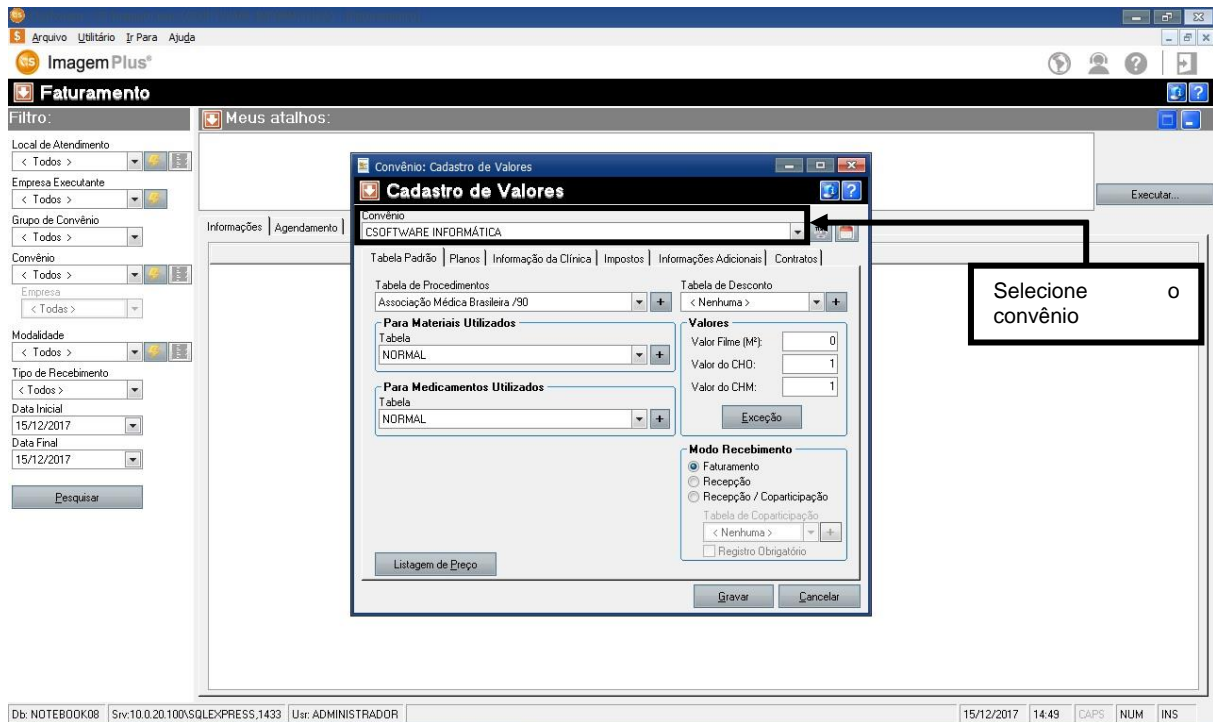 Arquivo Utilitário Ir Para Ajuda
ImagemPlus®
Faturamento
Filtro:
Meus atalhos:
Local de Atendimento
< Todos >
Empresa Executante
< Todos >
Grupo de Convênio
< Todos >
Convênio
< Todos >
Empresa
< Todas >
Modalidade
< Todos >
Tipo de Recebimento
< Todos >
Data Inicial
15/12/2017
Data Final
15/12/2017
Pesquisar
Executar...
Informações Agendamento
Convênio: Cadastro de Valores
Cadastro de Valores
Convênio
CSOFTWARE INFORMÁTICA
Tabela Padrão Planos Informação da Clínica Impostos Informações Adicionais Contratos
Tabela de Procedimentos
Associação Médica Brasileira /90
Tabela de Desconto
< Nenhuma >
Para Materiais Utilizados
Tabela
NORMAL
Para Medicamentos Utilizados
Tabela
NORMAL
Valores
Valor Filme (M²): 0
Valor do CHO: 1
Valor do CHM: 1
Exceção
Modo Recebimento
Faturamento
Recepção
Recepção / Coparticipação
Tabela de Coparticipação
< Nenhuma >
Registro Obrigatório
Listagem de Preço
Gravar Cancelar
Selecione o
convênio
Db: NOTEBOOK08 Srv:10.0.20.100\SQLEXPRESS,1433 Usr: ADMINISTRADOR 15/12/2017 14:49 CAPS NUM INS